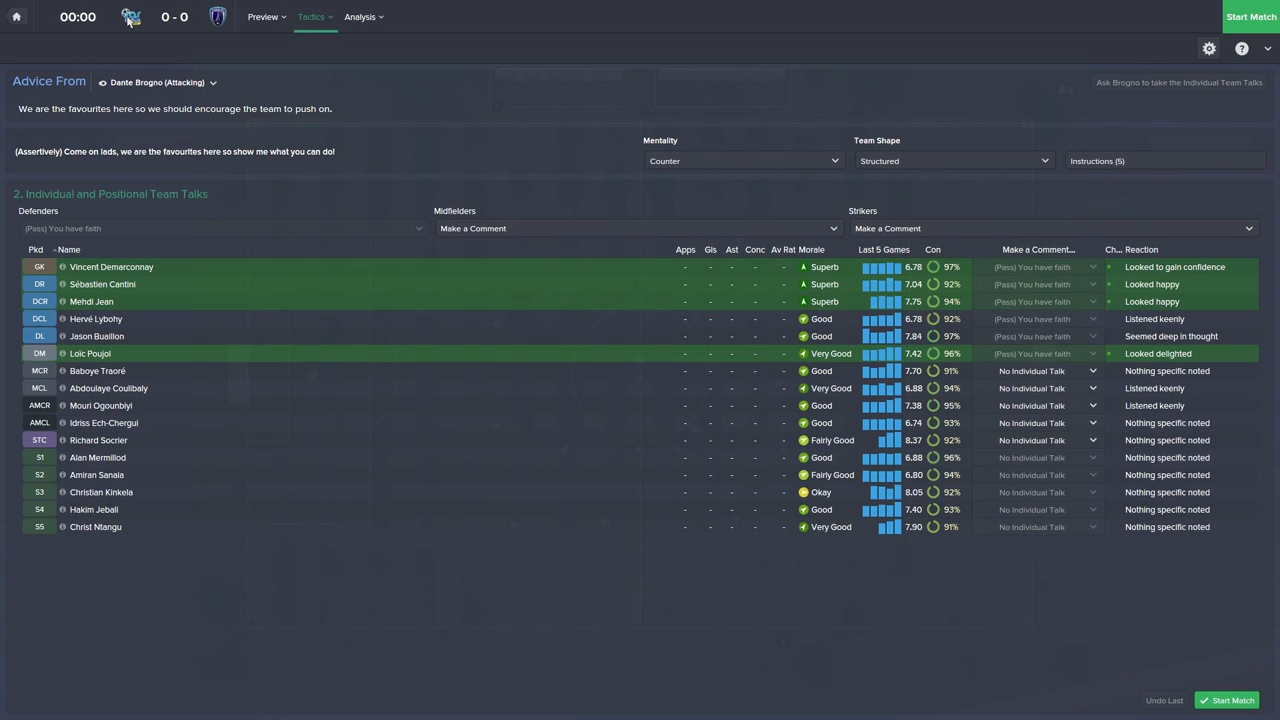 00:00 0 - 0 Preview Tactics Analysis Start Match
Advice From Dante Brogno (Attacking) Ask Brogno to take the Individual Team Talks
We are the favourites here so we should encourage the team to push on.
Mentality Team Shape
(Assertively) Come on lads, we are the favourites here so show me what you can do!
Counter Structured Instructions (5)
2. Individual and Positional Team Talks
Defenders Midfielders Strikers
(Pass) You have faith Make a Comment Make a Comment
Pkd Name Apps Gls Ast Conc Av Rat Morale Last 5 Games Con Make a Comment... Ch... Reaction
GK Vincent Demarconnay - - - - - Superb 6.78 97% (Pass) You have faith Looked to gain confidence
DR Sébastien Cantini - - - - - Superb 7.04 92% (Pass) You have faith Looked happy
DCR Mehdi Jean - - - - - Superb 7.75 94% (Pass) You have faith Looked happy
DCL Hervé Lybohy - - - - - Good 6.78 92% (Pass) You have faith Listened keenly
DL Jason Buaillon - - - - - Good 7.84 97% (Pass) You have faith Seemed deep in thought
DM Loïc Poujol - - - - - Very Good 7.42 96% (Pass) You have faith Looked delighted
MCR Baboye Traoré - - - - - Good 7.70 91% No Individual Talk Nothing specific noted
MCL Abdoulaye Coulibaly - - - - - Very Good 6.88 94% No Individual Talk Listened keenly
AMCR Mouri Ogounbiyi - - - - - Good 7.38 95% No Individual Talk Listened keenly
AMCL Idriss Ech-Chergui - - - - - Good 6.74 93% No Individual Talk Nothing specific noted
STC Richard Socrier - - - - - Fairly Good 8.37 92% No Individual Talk Nothing specific noted
S1 Alan Mermillod - - - - - Good 6.88 96% No Individual Talk Nothing specific noted
S2 Amiran Sanaia - - - - - Fairly Good 6.80 94% No Individual Talk Nothing specific noted
S3 Christian Kinkela - - - - - Okay 8.05 92% No Individual Talk Nothing specific noted
S4 Hakim Jebali - - - - - Good 7.40 93% No Individual Talk Nothing specific noted
S5 Christ Ntangu - - - - - Very Good 7.90 91% No Individual Talk Nothing specific noted
Undo Last Start Match